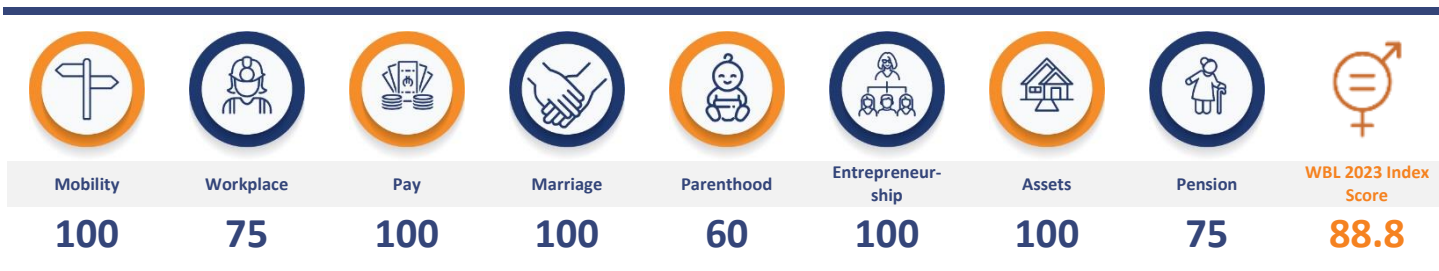 Mobility
Workplace
Pay
Marriage
Parenthood
Entrepreneur-
ship
Assets
Pension
WBL 2023 Index
Score
100
75
100
100
60
100
100
75
88.8